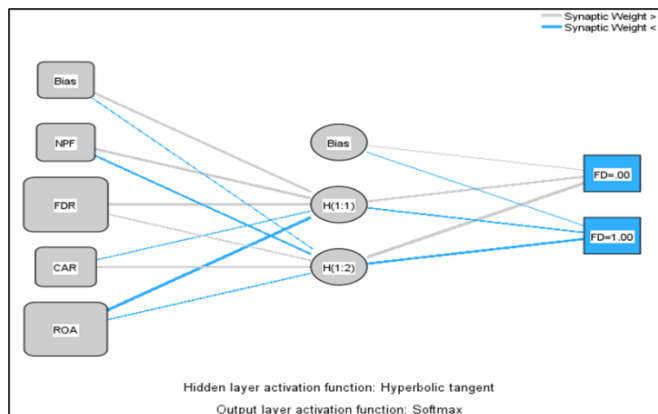 Synaptic Weight >
Synaptic Weight <
Bias
NPF
Bias
FD=.00
FDR
H(1:1)
FD=1.00
CAR
H(1:2)
ROA
Hidden layer activation function: Hyperbolic tangent
Output layer activation function: Softmax